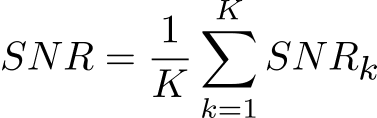 SNR = \frac{1}{K} \sum_{k=1}^{K} SNR_k